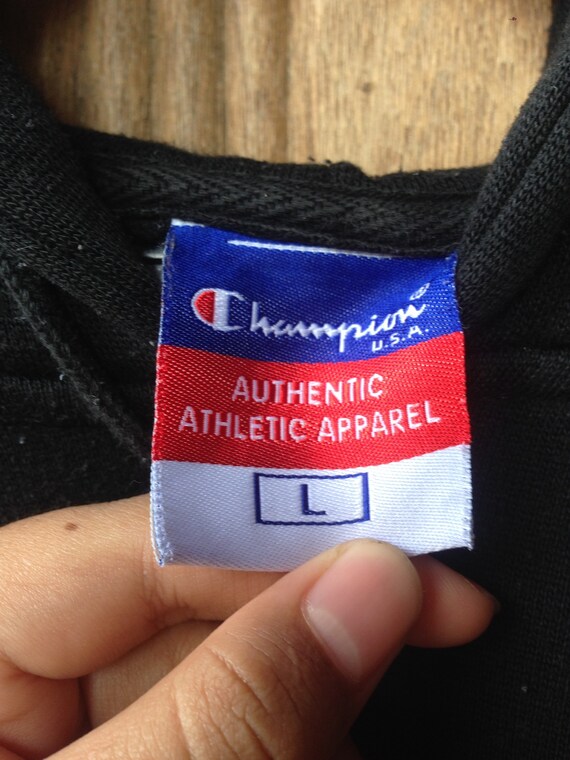 Champion®
U.S.A.
AUTHENTIC
ATHLETIC APPAREL
L